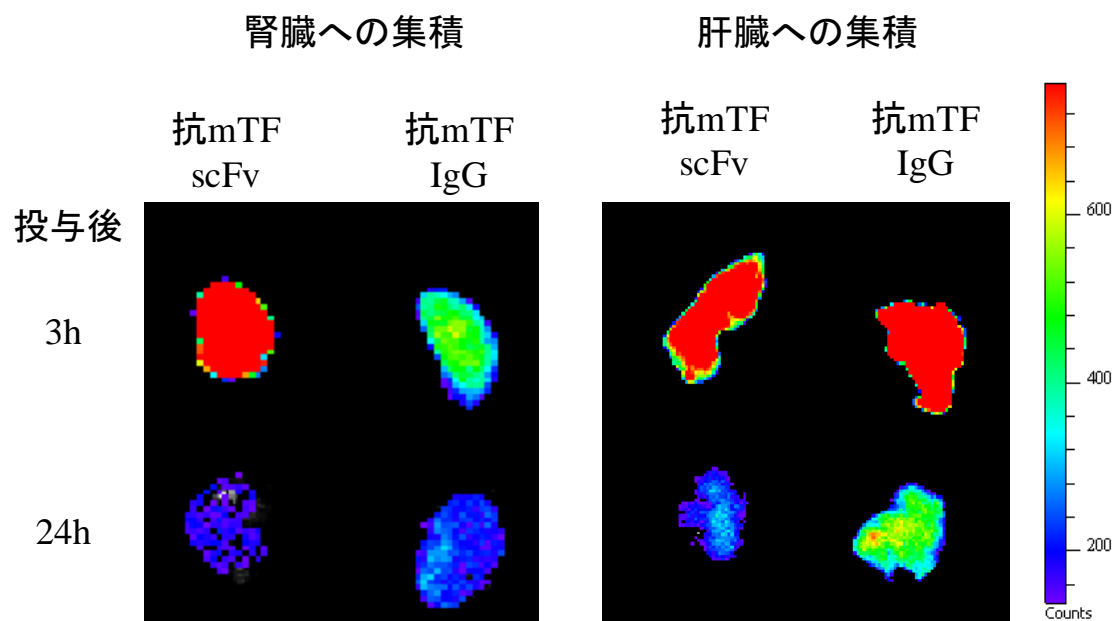 腎臓への集積
肝臓への集積
抗mTF
scFv
抗mTF
IgG
抗mTF
scFv
抗mTF
IgG
投与後
3h
24h
600
400
200
Counts